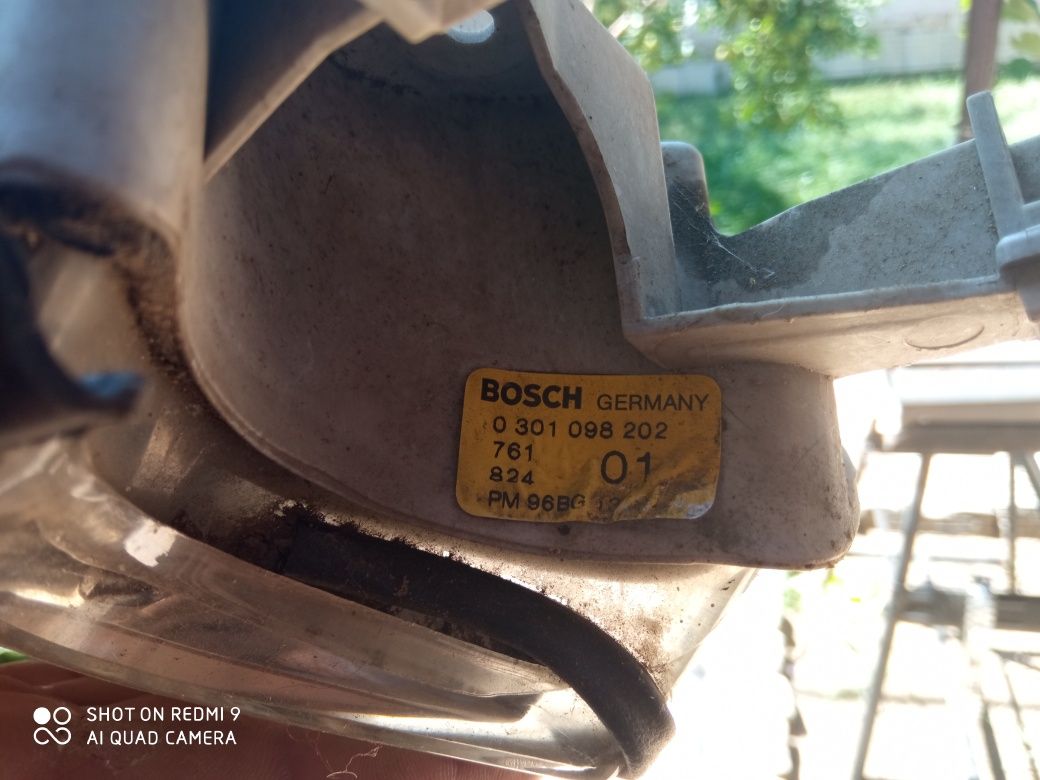 BOSCH GERMANY
0 301 098 202
761
824 01
PM 96BG
SHOT ON REDMI 9
AI QUAD CAMERA